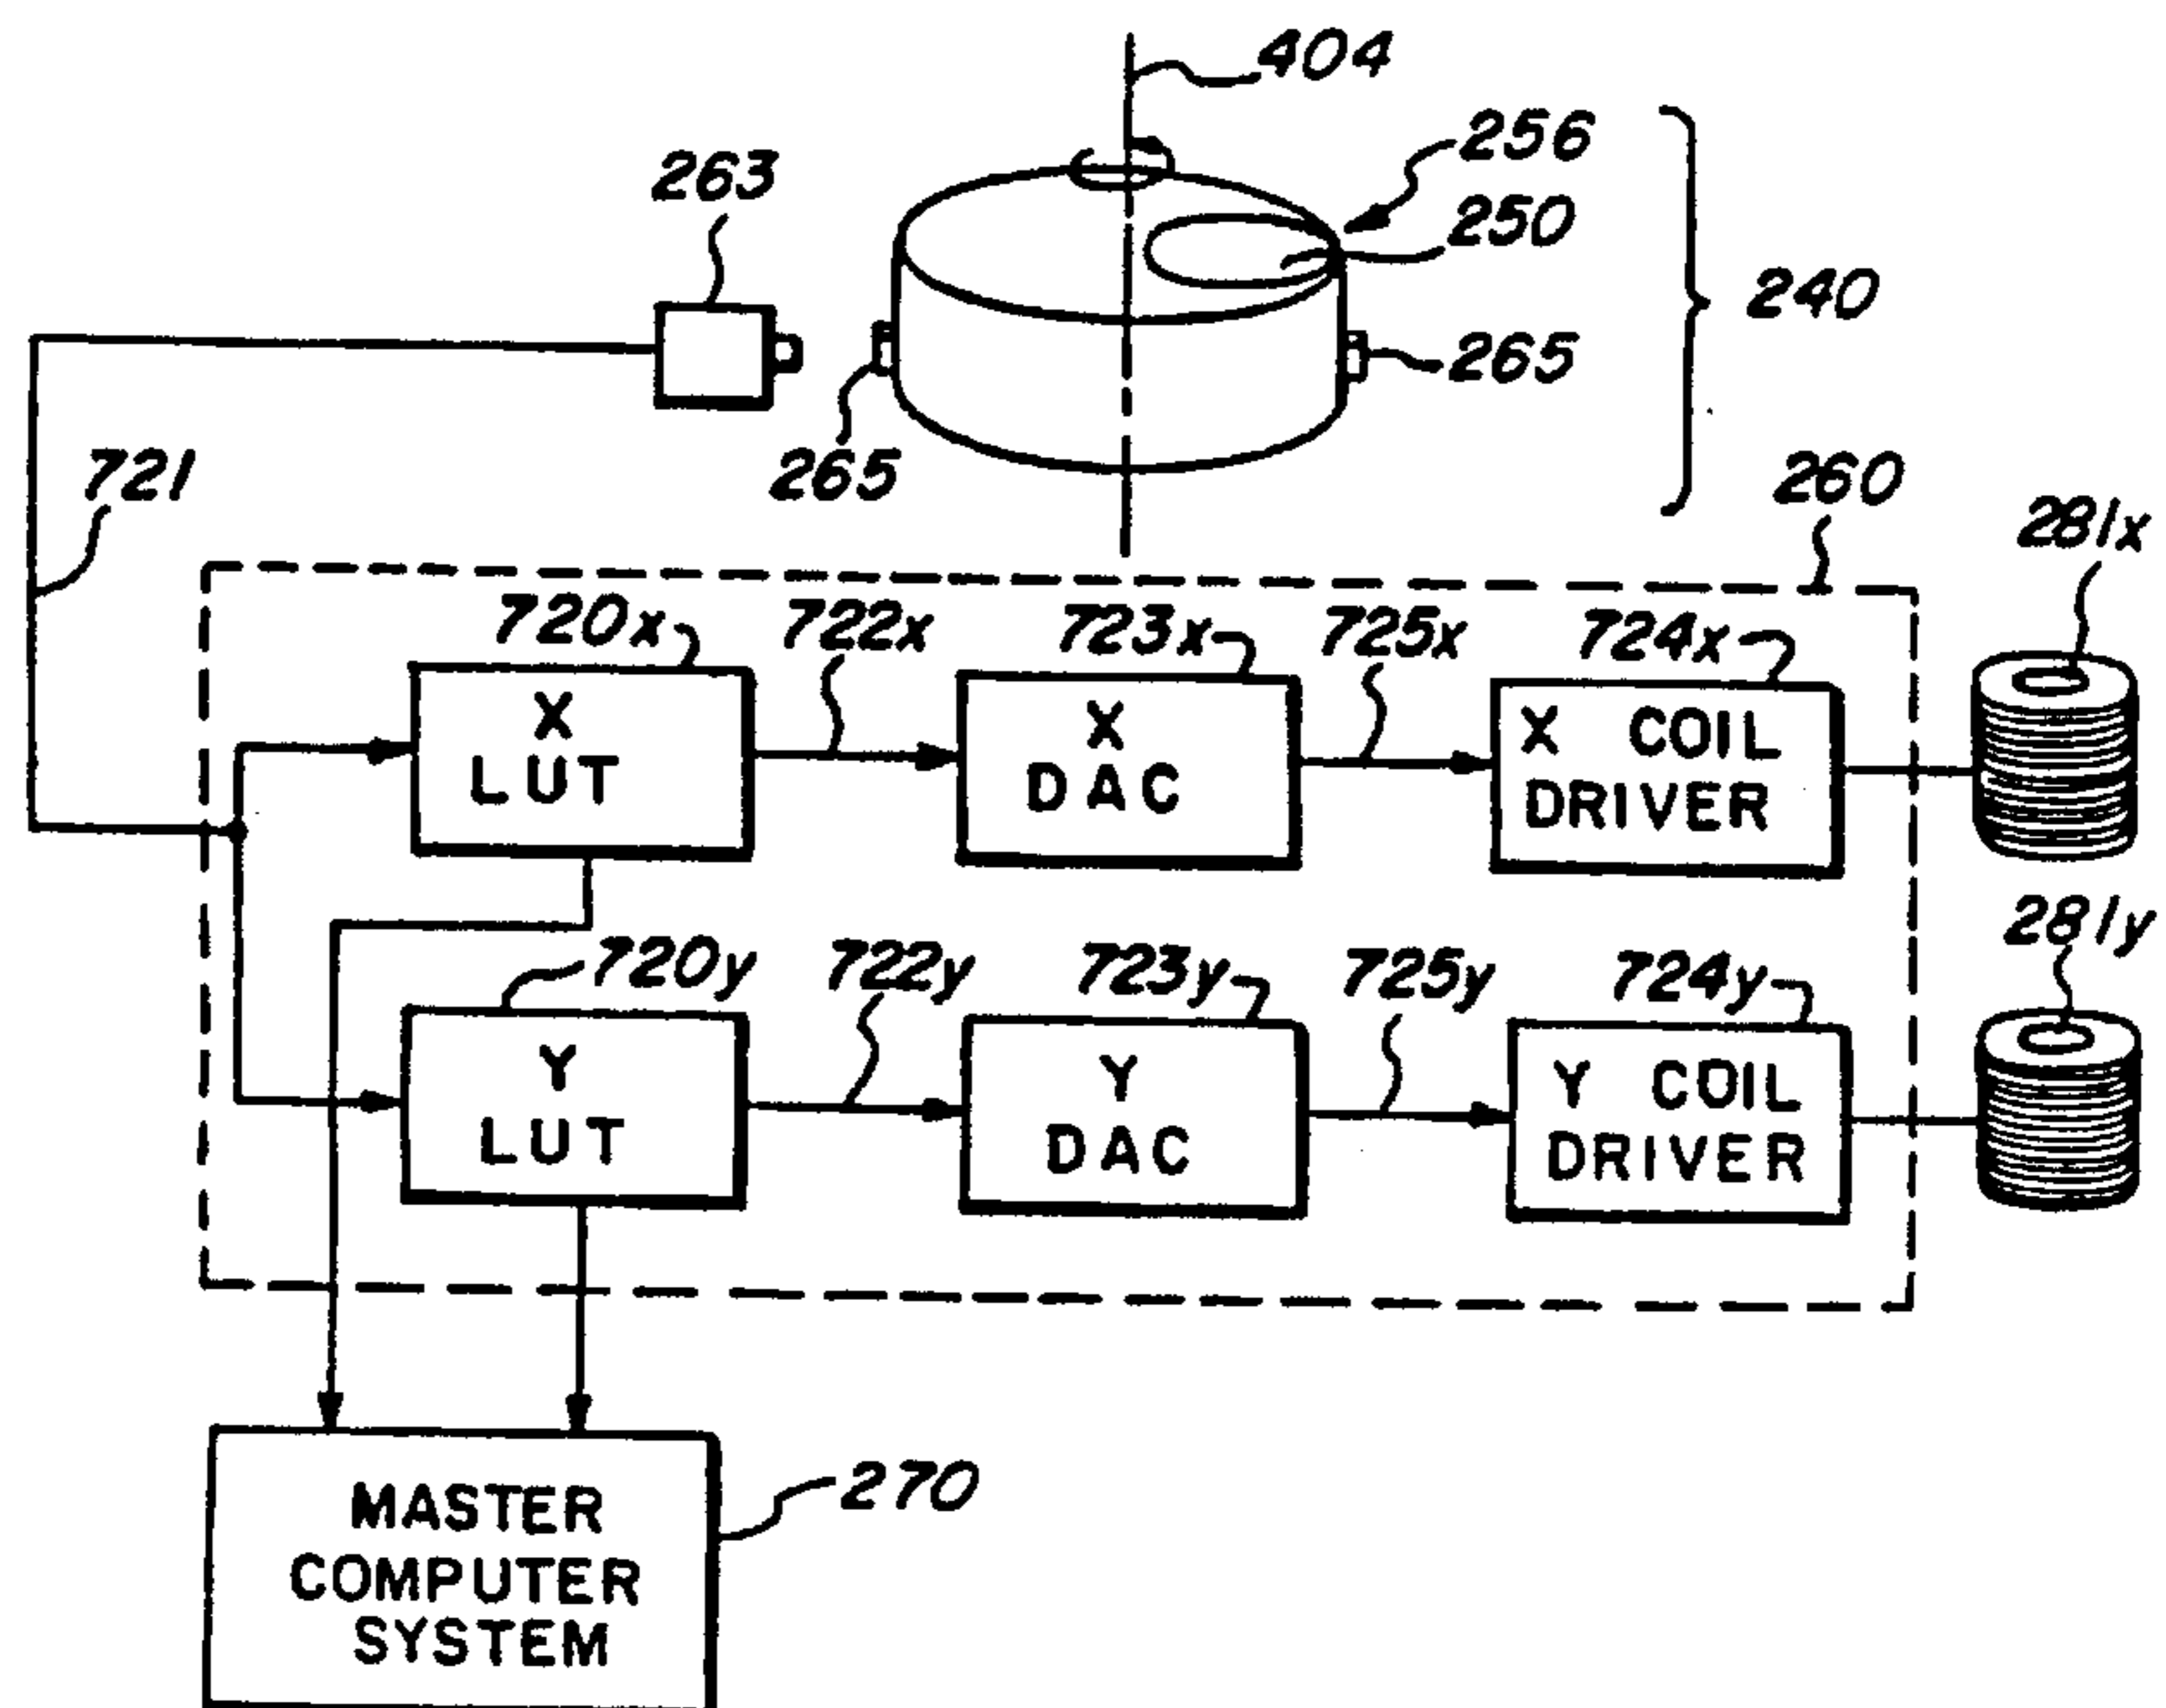 404
256
263
250
240
265
265
721
260
281x
720x
722x
723x
725x
724x
X
LUT
X
DAC
X COIL
DRIVER
281y
720y
722y
723y
725y
724y
Y
LUT
Y
DAC
Y COIL
DRIVER
270
MASTER
COMPUTER
SYSTEM